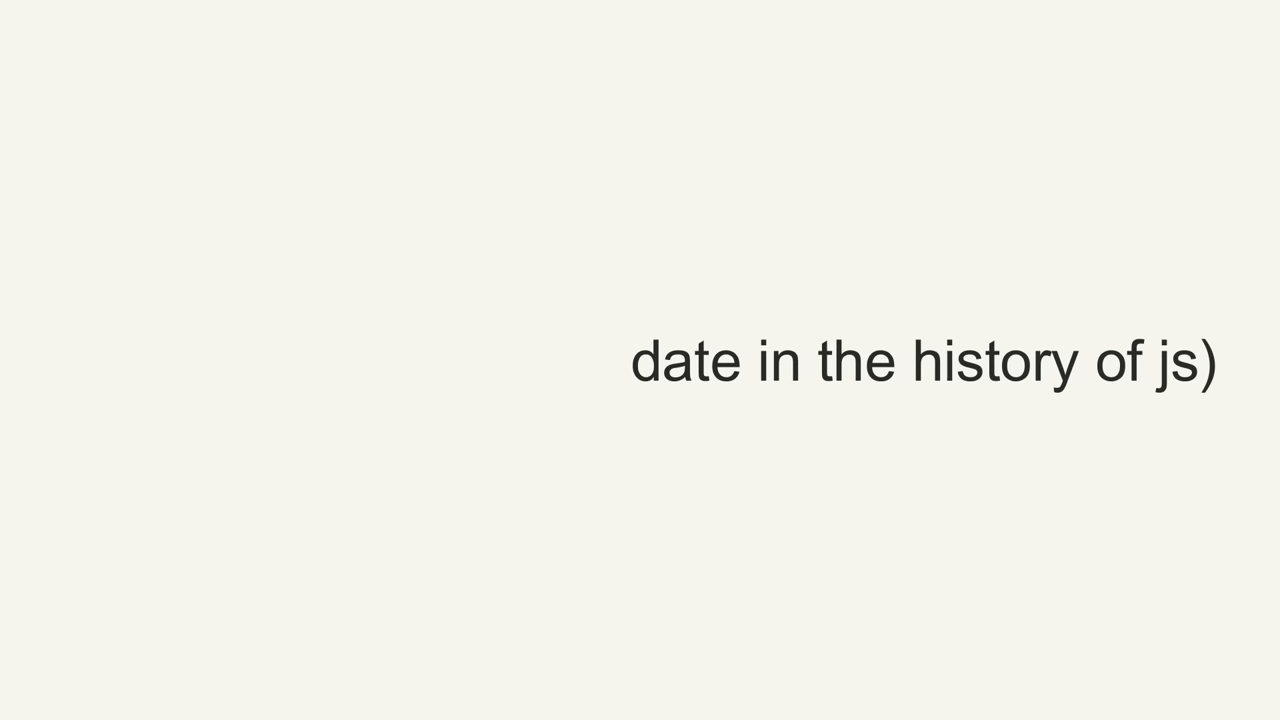 date in the history of js)